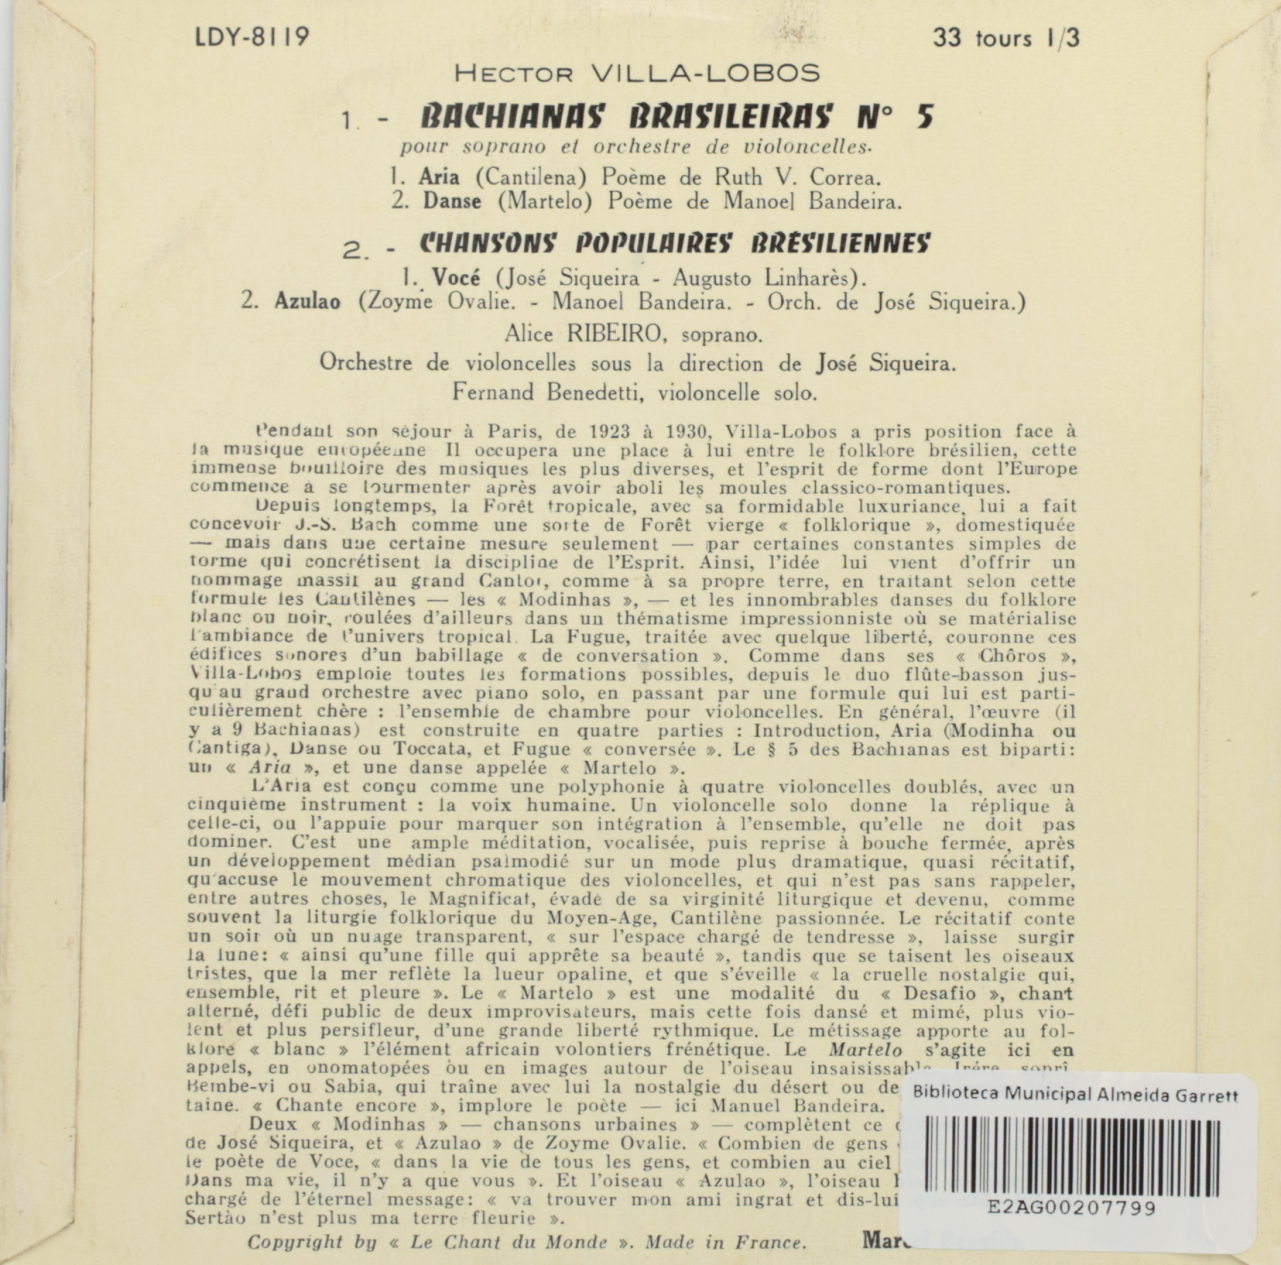 LDY-8119 33 tours 1/3
HECTOR VILLA-LOBOS
1. - BACHIANAS BRASILEIRAS N° 5
pour soprano et orchestre de violoncelles.
1. Aria (Cantilena) Poème de Ruth V. Correa.
2. Danse (Martelo) Poème de Manoel Bandeira.
2. - CHANSONS POPULAIRES BRÉSILIENNES
1. Vocé (José Siqueira - Augusto Linharès).
2. Azulao (Zoyme Ovalie. - Manoel Bandeira. - Orch. de José Siqueira.)
Alice RIBEIRO, soprano.
Orchestre de violoncelles sous la direction de José Siqueira.
Fernand Benedetti, violoncelle solo.
Pendant son séjour à Paris, de 1923 à 1930, Villa-Lobos a pris position face à
la musique européenne Il occupera une place à lui entre le folklore brésilien, cette
immense bouilloire des musiques les plus diverses, et l'esprit de forme dont l'Europe
commence a se tourmenter après avoir aboli les moules classico-romantiques.
Depuis longtemps, la Forêt tropicale, avec sa formidable luxuriance, lui a fait
concevoir J.-S. Bach comme une sorte de Forêt vierge « folklorique », domestiquée
— mais dans une certaine mesure seulement — par certaines constantes simples de
forme qui concrétisent la discipline de l'Esprit. Ainsi, l'idée lui vient d'offrir un
hommage massif au grand Cantor, comme à sa propre terre, en traitant selon cette
formule les Cantilènes — les « Modinhas », — et les innombrables danses du folklore
blanc ou noir, roulées d'ailleurs dans un thématisme impressionniste où se matérialise
l'ambiance de l'univers tropical. La Fugue, traitée avec quelque liberté, couronne ces
édifices sonores d'un babillage « de conversation ». Comme dans ses « Chôros »,
Villa-Lobos emploie toutes les formations possibles, depuis le duo flûte-basson jus-
qu'au grand orchestre avec piano solo, en passant par une formule qui lui est parti-
culièrement chère : l'ensemble de chambre pour violoncelles. En général, l'œuvre (il
y a 9 Bachianas) est construite en quatre parties : Introduction, Aria (Modinha ou
Cantiga), Danse ou Toccata, et Fugue « conversée ». Le § 5 des Bachianas est biparti:
un « Aria », et une danse appelée « Martelo ».
L'Aria est conçu comme une polyphonie à quatre violoncelles doublés, avec un
cinquième instrument : la voix humaine. Un violoncelle solo donne la réplique à
celle-ci, ou l'appuie pour marquer son intégration à l'ensemble, qu'elle ne doit pas
dominer. C'est une ample méditation, vocalisée, puis reprise à bouche fermée, après
un développement médian psalmodié sur un mode plus dramatique, quasi récitatif,
qu'accuse le mouvement chromatique des violoncelles, et qui n'est pas sans rappeler,
entre autres choses, le Magnificat, évadé de sa virginité liturgique et devenu, comme
souvent la liturgie folklorique du Moyen-Age, Cantilène passionnée. Le récitatif conte
un soir où un nuage transparent, « sur l'espace chargé de tendresse », laisse surgir
la lune: « ainsi qu'une fille qui apprête sa beauté », tandis que se taisent les oiseaux
tristes, que la mer reflète la lueur opaline, et que s'éveille « la cruelle nostalgie qui,
ensemble, rit et pleure ». Le « Martelo » est une modalité du « Desafio », chant
alterné, défi public de deux improvisateurs, mais cette fois dansé et mimé, plus vio-
lent et plus persifleur, d'une grande liberté rythmique. Le métissage apporte au fol-
klore « blanc » l'élément africain volontiers frénétique. Le Martelo s'agite ici en
appels, en onomatopées où en images autour de l'oiseau insaisissable
Bembe-vi ou Sabia, qui traîne avec lui la nostalgie du désert ou de
taine. « Chante encore », implore le poète — ici Manuel Bandeira.
Deux « Modinhas » — chansons urbaines » — complètent ce
de José Siqueira, et « Azulao » de Zoyme Ovalie. « Combien de gens
le poète de Voce, « dans la vie de tous les gens, et combien au ciel
Dans ma vie, il n'y a que vous ». Et l'oiseau « Azulao », l'oiseau
chargé de l'éternel message: « va trouver mon ami ingrat et dis-lui
Sertào n'est plus ma terre fleurie ».
Copyright by « Le Chant du Monde ». Made in France.
Biblioteca Municipal Almeida Garrett
E2AG00207799